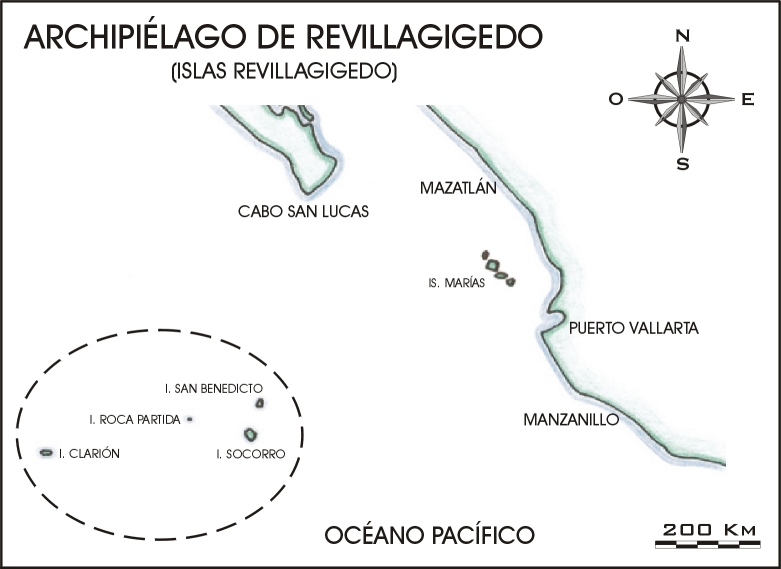 ARCHIPIÉLAGO DE REVILLAGIGEDO
(ISLAS REVILLAGIGEDO)
N
O
E
S
MAZATLÁN
CABO SAN LUCAS
IS. MARÍAS
PUERTO VALLARTA
I. SAN BENEDICTO
I. ROCA PARTIDA
MANZANILLO
I. CLARIÓN
I. SOCORRO
OCÉANO PACÍFICO
200 KM